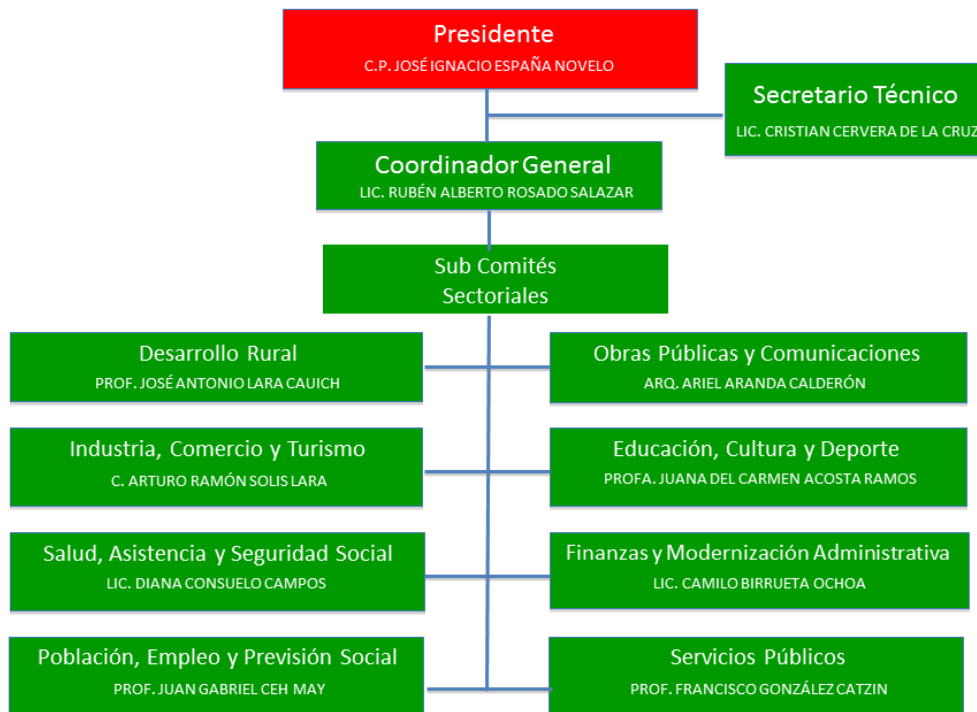 Presidente
C.P. JOSÉ IGNACIO ESPAÑA NOVELO
Secretario Técnico
LIC. CRISTIAN CERVERA DE LA CRUZ
Coordinador General
LIC. RUBÉN ALBERTO ROSADO SALAZAR
Sub Comités
Sectoriales
Desarrollo Rural
PROF. JOSÉ ANTONIO LARA CAUICH
Obras Públicas y Comunicaciones
ARQ. ARIEL ARANDA CALDERÓN
Industria, Comercio y Turismo
C. ARTURO RAMÓN SOLIS LARA
Educación, Cultura y Deporte
PROFA. JUANA DEL CARMEN ACOSTA RAMOS
Salud, Asistencia y Seguridad Social
LIC. DIANA CONSUELO CAMPOS
Finanzas y Modernización Administrativa
LIC. CAMILO BIRRUETA OCHOA
Población, Empleo y Previsión Social
PROF. JUAN GABRIEL CEH MAY
Servicios Públicos
PROF. FRANCISCO GONZÁLEZ CATZIN